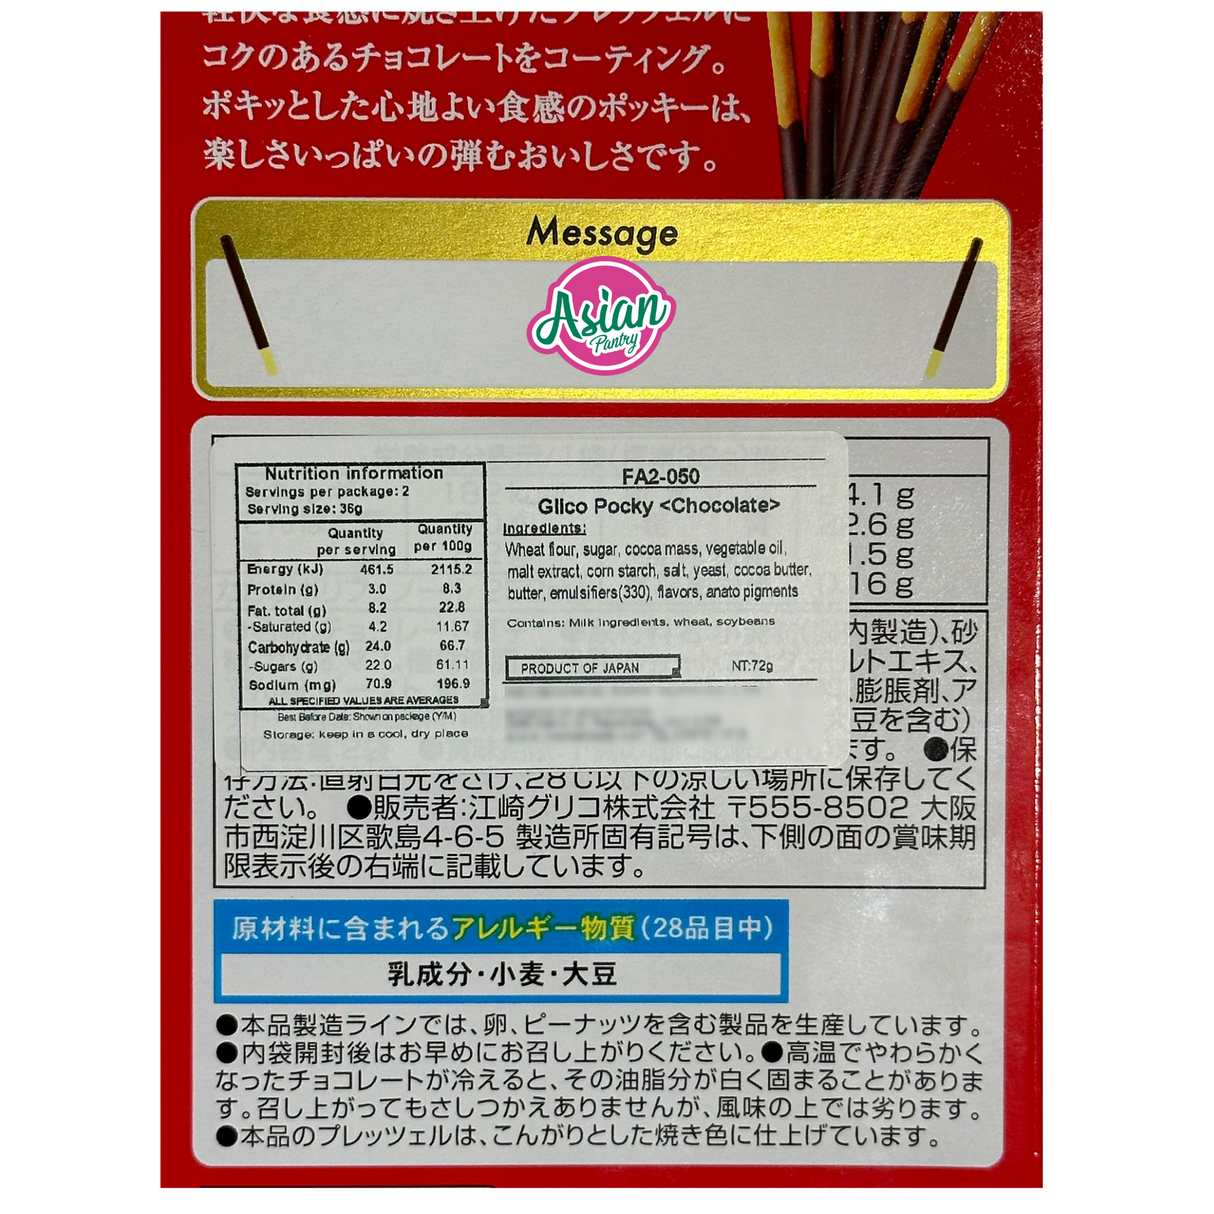 軽快な食感に焼き上げたプレッツェルに
コクのあるチョコレートをコーティング。
ポキッとした心地よい食感のポッキーは、
楽しさいっぱいの弾むおいしさです。
Message
Asian
Pantry
Nutrition information
Servings per package: 2
Serving size: 36g
Quantity per serving Quantity per 100g
Energy (kJ) 461.5 2115.2
Protein (g) 3.0 8.3
Fat. total (g) 8.2 22.8
-Saturated (g) 4.2 11.67
Carbohydrate (g) 24.0 66.7
-Sugars (g) 22.0 61.11
Sodium (mg) 70.9 196.9
ALL SPECIFIED VALUES ARE AVERAGES
Best Before Date: Shown on package (Y/M)
Storage: keep in a cool, dry place
FA2-050
Glico Pocky <Chocolate>
Ingredients:
Wheat flour, sugar, cocoa mass, vegetable oil,
malt extract, corn starch, salt, yeast, cocoa butter,
butter, emulsifiers(330), flavors, anato pigments
Contains: Milk ingredients, wheat, soybeans
PRODUCT OF JAPAN NT:72g
4.1 g
2.6 g
1.5 g
16 g
内製造)、砂
ルトエキス、
膨脹剤、ア
豆を含む)
ます。 ●保
存方法:直射日光をさけ、28℃以下の涼しい場所に保存してく
ださい。 ●販売者:江崎グリコ株式会社 〒555-8502 大阪
市西淀川区歌島4-6-5 製造所固有記号は、下側の面の賞味期
限表示後の右端に記載しています。
原材料に含まれるアレルギー物質(28品目中)
乳成分・小麦・大豆
●本品製造ラインでは、卵、ピーナッツを含む製品を生産しています。
●内袋開封後はお早めにお召し上がりください。●高温でやわらかく
なったチョコレートが冷えると、その油脂分が白く固まることがありま
す。召し上がってもさしつかえありませんが、風味の上では劣ります。
●本品のプレッツェルは、こんがりとした焼き色に仕上げています。